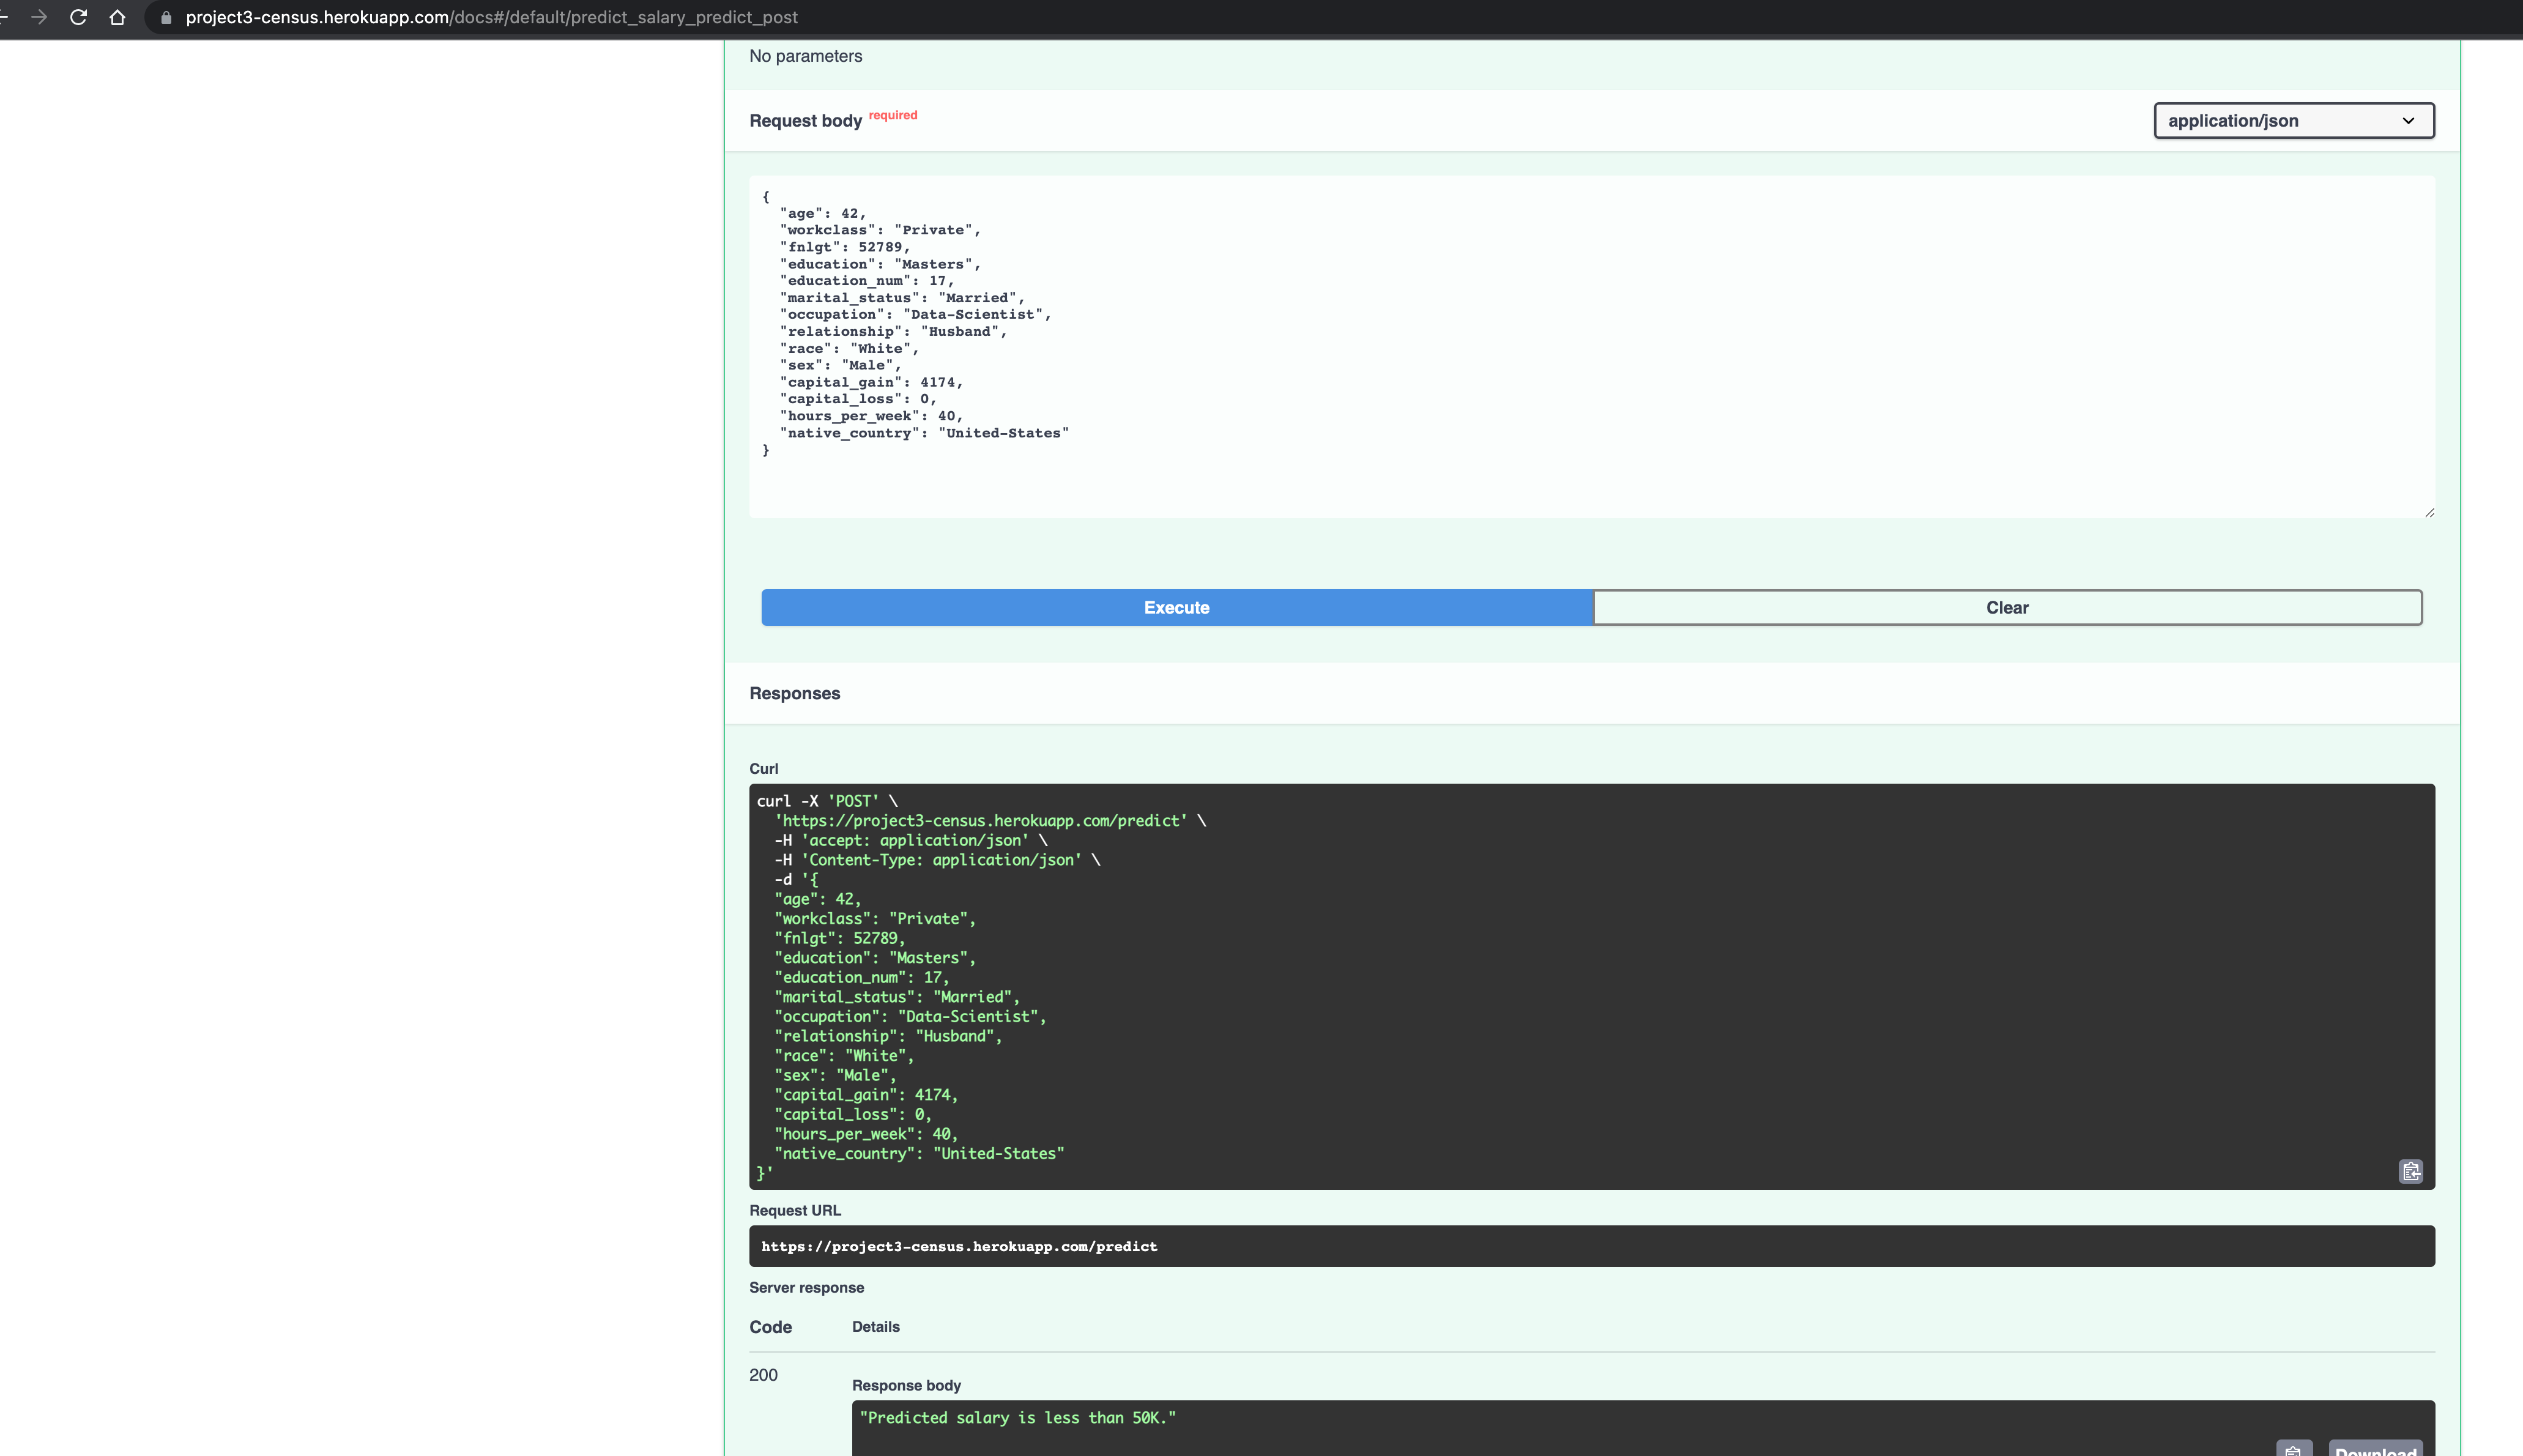 project3-census.herokuapp.com/docs#/default/predict_salary_predict_post
No parameters
Request body required
application/json
{
"age": 42,
"workclass": "Private",
"fnlgt": 52789,
"education": "Masters",
"education_num": 17,
"marital_status": "Married",
"occupation": "Data-Scientist",
"relationship": "Husband",
"race": "White",
"sex": "Male",
"capital_gain": 4174,
"capital_loss": 0,
"hours_per_week": 40,
"native_country": "United-States"
}
Execute
Clear
Responses
Curl
curl -X 'POST' \
'https://project3-census.herokuapp.com/predict' \
-H 'accept: application/json' \
-H 'Content-Type: application/json' \
-d '{
"age": 42,
"workclass": "Private",
"fnlgt": 52789,
"education": "Masters",
"education_num": 17,
"marital_status": "Married",
"occupation": "Data-Scientist",
"relationship": "Husband",
"race": "White",
"sex": "Male",
"capital_gain": 4174,
"capital_loss": 0,
"hours_per_week": 40,
"native_country": "United-States"
}'
Request URL
https://project3-census.herokuapp.com/predict
Server response
Code Details
200
Response body
"Predicted salary is less than 50K."
Download